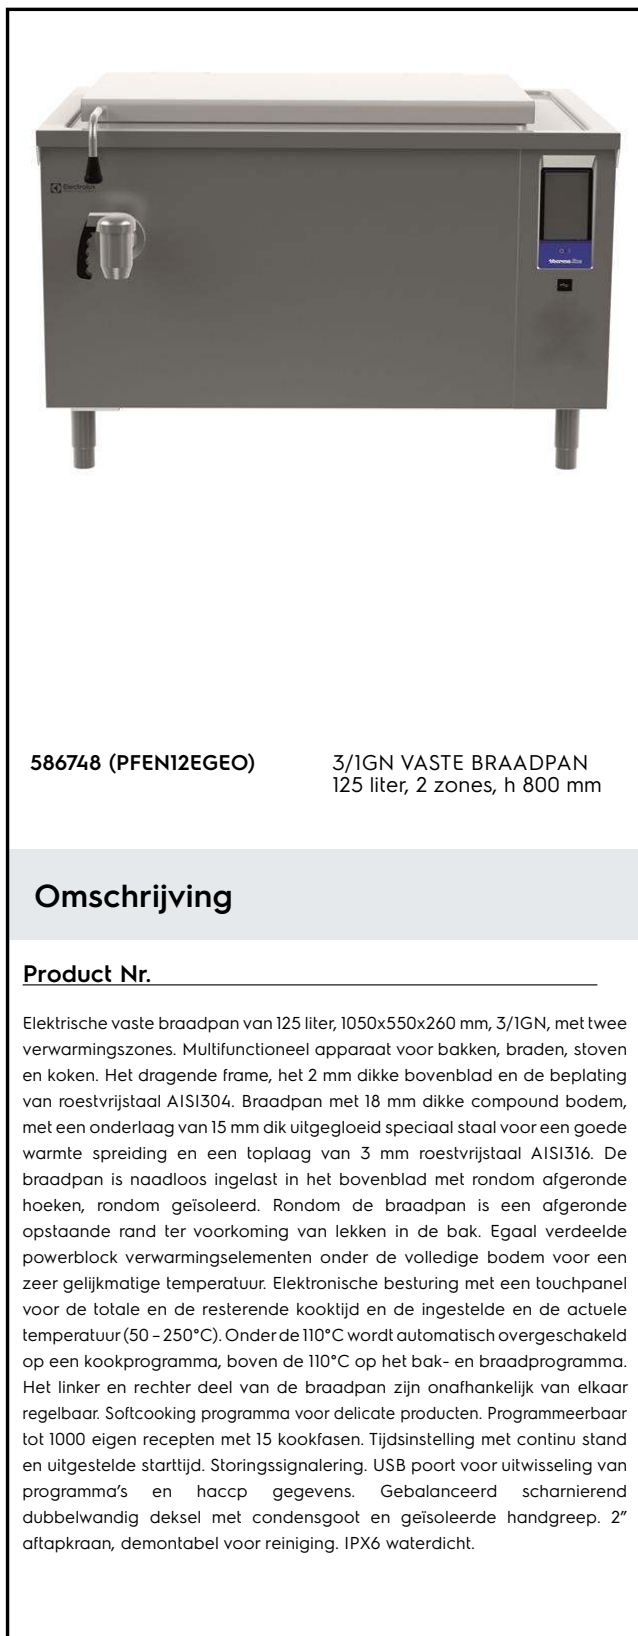 Electrolux
thermaline
586748 (PFEN12EGEO)
3/1GN VASTE BRAADPAN
125 liter, 2 zones, h 800 mm
Omschrijving
Product Nr.
Elektrische vaste braadpan van 125 liter, 1050x550x260 mm, 3/1GN, met twee
verwarmingszones. Multifunctioneel apparaat voor bakken, braden, stoven
en koken. Het dragende frame, het 2 mm dikke bovenblad en de beplating
van roestvrijstaal AISI304. Braadpan met 18 mm dikke compound bodem,
met een onderlaag van 15 mm dik uitgegloeid speciaal staal voor een goede
warmte spreiding en een toplaag van 3 mm roestvrijstaal AISI316. De
braadpan is naadloos ingelast in het bovenblad met rondom afgeronde
hoeken, rondom geïsoleerd. Rondom de braadpan is een afgeronde
opstaande rand ter voorkoming van lekken in de bak. Egaal verdeelde
powerblock verwarmingselementen onder de volledige bodem voor een
zeer gelijkmatige temperatuur. Elektronische besturing met een touchpanel
voor de totale en de resterende kooktijd en de ingestelde en de actuele
temperatuur (50 – 250°C). Onder de 110°C wordt automatisch overgeschakeld
op een kookprogramma, boven de 110°C op het bak- en braadprogramma.
Het linker en rechter deel van de braadpan zijn onafhankelijk van elkaar
regelbaar. Softcooking programma voor delicate producten. Programmeerbaar
tot 1000 eigen recepten met 15 kookfasen. Tijdsinstelling met continu stand
en uitgestelde starttijd. Storingssignalering. USB poort voor uitwisseling van
programma's en haccp gegevens. Gebalanceerd scharnierend
dubbelwandig deksel met condensgoot en geïsoleerde handgreep. 2”
aftapkraan, demontabel voor reiniging. IPX6 waterdicht.